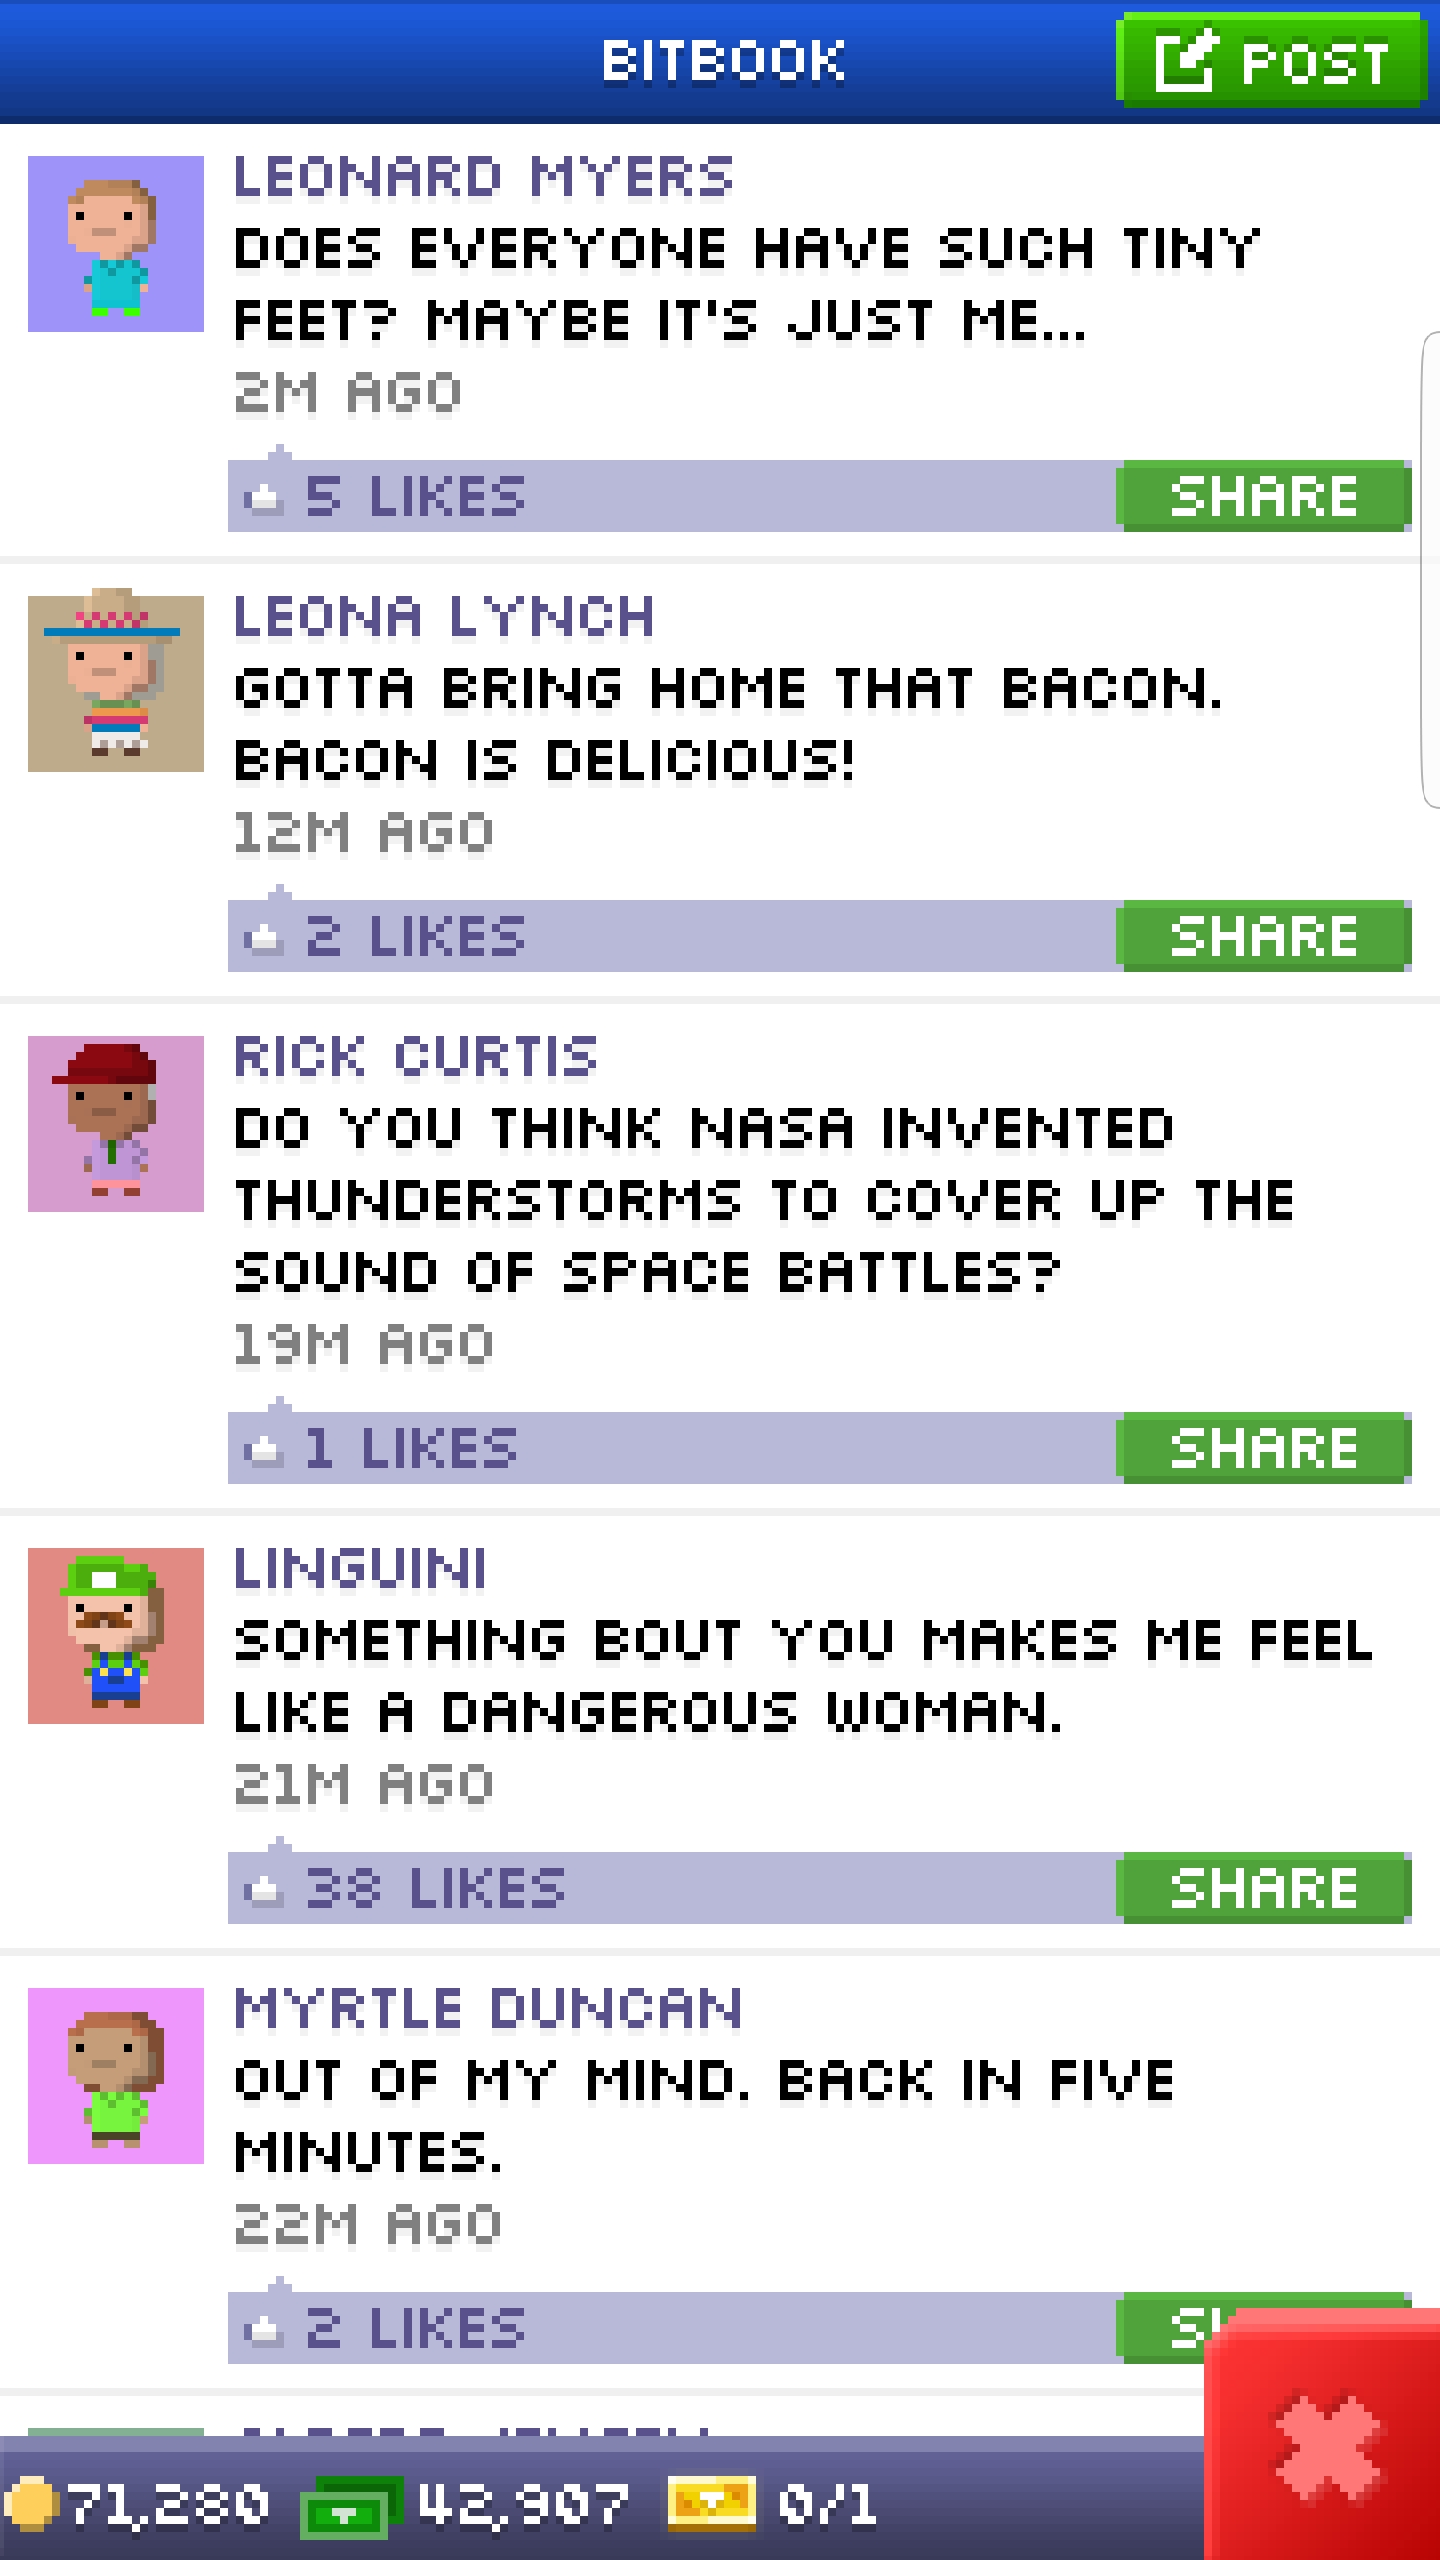 BITBOOK
POST
LEONARD MYERS
DOES EVERYONE HAVE SUCH TINY
FEET? MAYBE IT'S JUST ME...
2M AGO
5 LIKES
SHARE
LEONA LYNCH
GOTTA BRING HOME THAT BACON.
BACON IS DELICIOUS!
12M AGO
2 LIKES
SHARE
RICK CURTIS
DO YOU THINK NASA INVENTED
THUNDERSTORMS TO COVER UP THE
SOUND OF SPACE BATTLES?
19M AGO
1 LIKES
SHARE
LINGUINI
SOMETHING BOUT YOU MAKES ME FEEL
LIKE A DANGEROUS WOMAN.
21M AGO
38 LIKES
SHARE
MYRTLE DUNCAN
OUT OF MY MIND. BACK IN FIVE
MINUTES.
22M AGO
2 LIKES
71,280
42,907
0/1